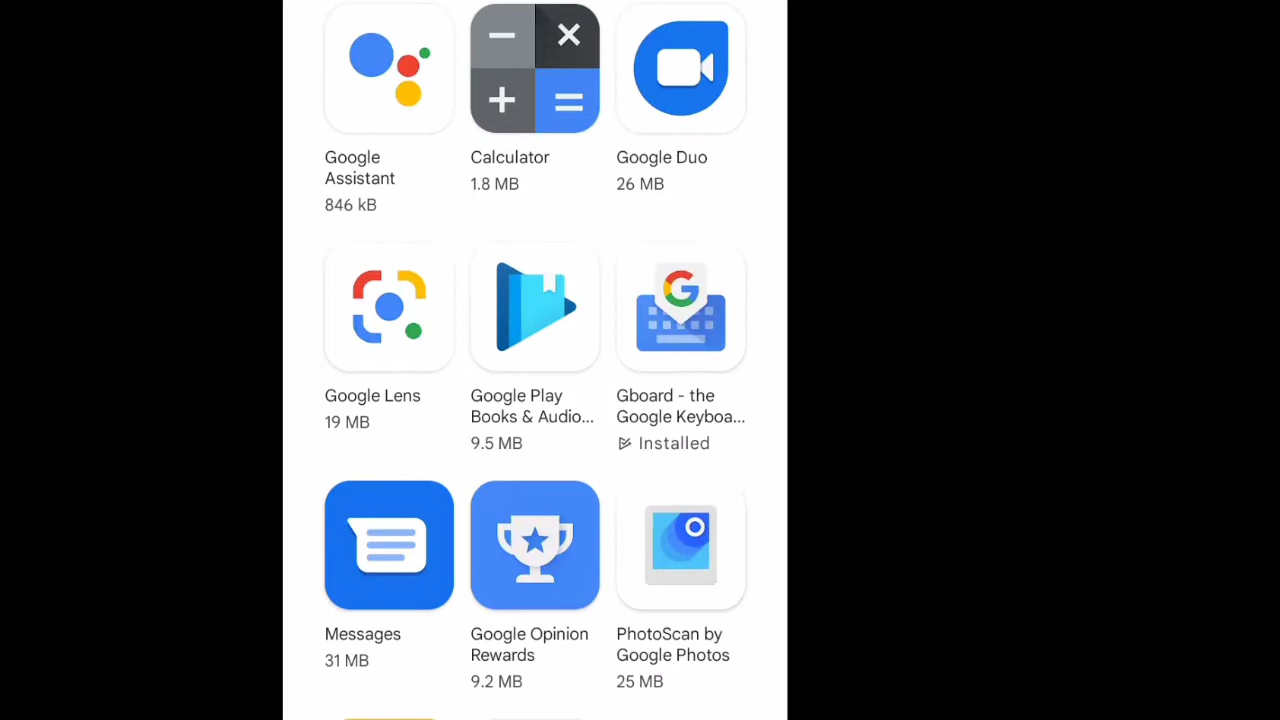 Google
Assistant
846 kB
Calculator
1.8 MB
Google Duo
26 MB
Google Lens
19 MB
Google Play
Books & Audio...
9.5 MB
G
Gboard - the
Google Keyboa...
Installed
Messages
31 MB
Google Opinion
Rewards
9.2 MB
PhotoScan by
Google Photos
25 MB